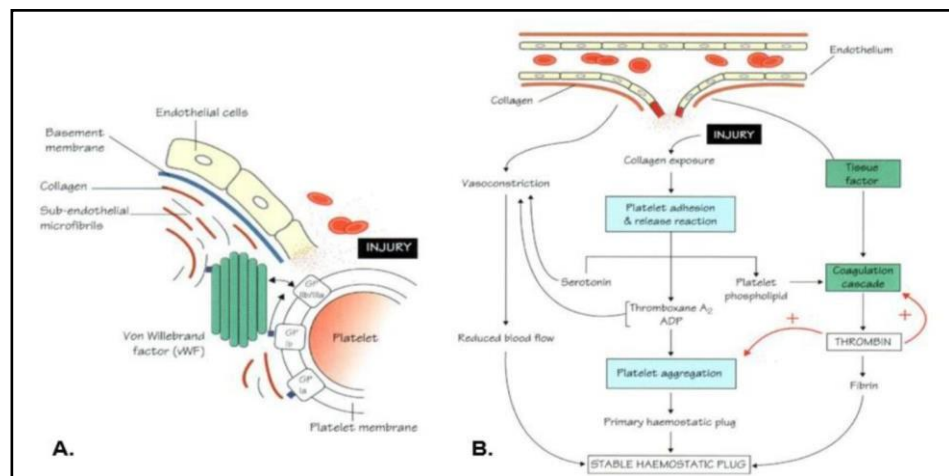 Endothelial cells
Basement
membrane
Collagen
Sub-endothelial
microfibrils
INJURY
GP
IIb/IIIa
Von Willebrand
factor (vWF)
GP
Ib
Platelet
GP
Ia
Platelet membrane
A.
Endothelium
Collagen
INJURY
Collagen exposure
Tissue
factor
Vasoconstriction
Platelet adhesion
& release reaction
Serotonin
Platelet
phospholipid
Coagulation
cascade
Thromboxane A2
ADP
+
+
Reduced blood flow
THROMBIN
Platelet aggregation
Fibrin
Primary haemostatic plug
B.
STABLE HAEMOSTATIC PLUG